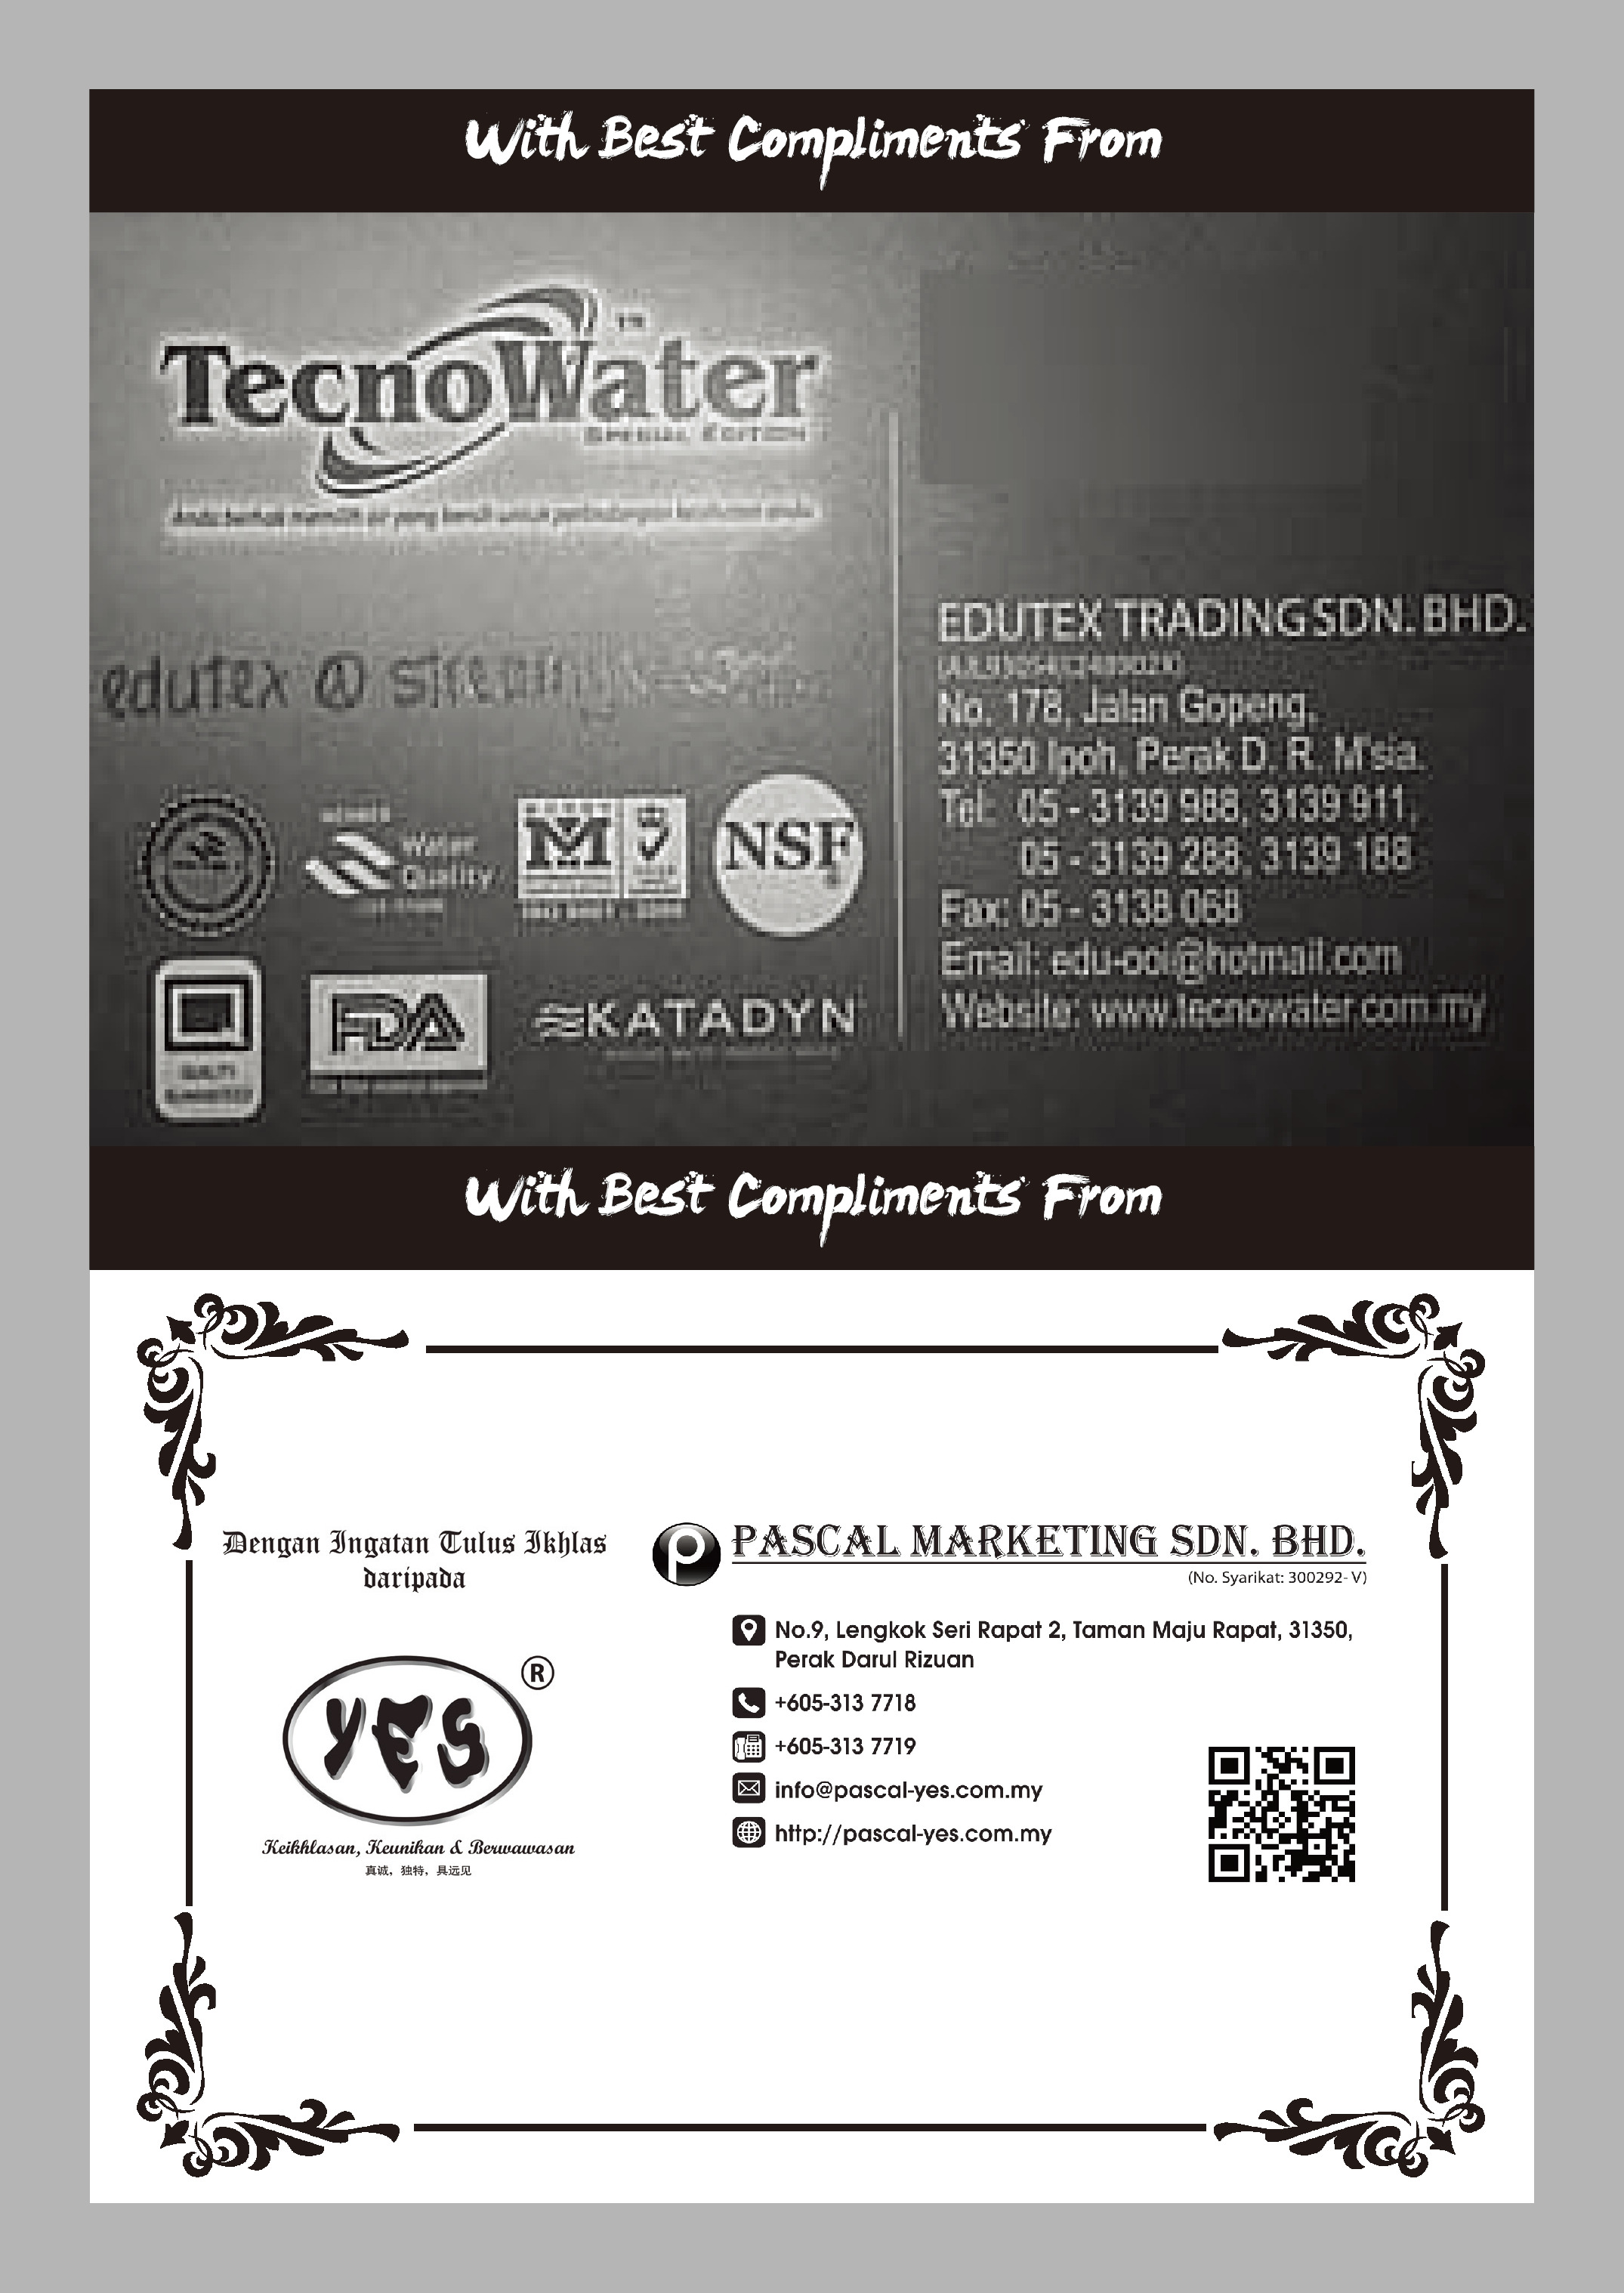 With Best Compliments From
TecnoWater
TM
SPECIAL EDITION
edutex @
EDUTEX TRADING SDN. BHD.
No. 178, Jalan Gopeng,
31350 Ipoh, Perak D. R. M'sia.
Tel: 05 - 3139 988, 3139 911,
05 - 3139 288, 3139 188
Fax: 05 - 3138 068
Email: edu-ooi@hotmail.com
Website: www.tecnowater.com.my
Water
Quality
NSF
FDA
KATADYN
With Best Compliments From
Dengan Ingatan Tulus Ikhlas
daripada
YES ®
Keikhlasan, Keunikan & Berwawasan
真诚，独特，具远见
PASCAL MARKETING SDN. BHD.
(No. Syarikat: 300292- V)
No.9, Lengkok Seri Rapat 2, Taman Maju Rapat, 31350,
Perak Darul Rizuan
+605-313 7718
+605-313 7719
info@pascal-yes.com.my
http://pascal-yes.com.my